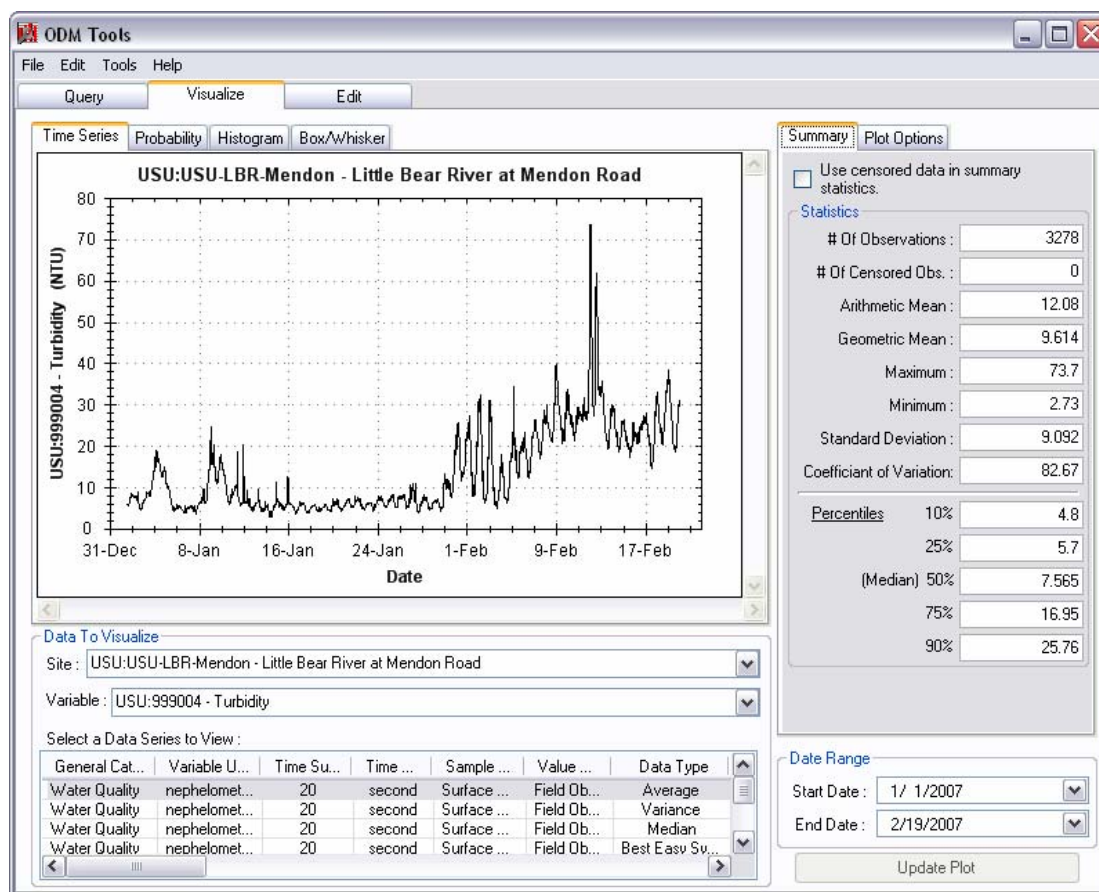 ODM Tools
File Edit Tools Help
Query Visualize Edit
Time Series Probability Histogram Box/Whisker
USU:USU-LBR-Mendon - Little Bear River at Mendon Road
USU:999004 - Turbidity (NTU)
80
70
60
50
40
30
20
10
0
31-Dec 8-Jan 16-Jan 24-Jan 1-Feb 9-Feb 17-Feb
Date
Summary Plot Options
Use censored data in summary
statistics.
Statistics
# Of Observations : 3278
# Of Censored Obs. : 0
Arithmetic Mean : 12.08
Geometric Mean : 9.614
Maximum : 73.7
Minimum : 2.73
Standard Deviation : 9.092
Coefficiant of Variation: 82.67
Percentiles 10% 4.8
25% 5.7
(Median) 50% 7.565
75% 16.95
90% 25.76
Data To Visualize
Site : USU:USU-LBR-Mendon - Little Bear River at Mendon Road
Variable : USU:999004 - Turbidity
Select a Data Series to View :
General Cat... Variable U... Time Su... Time ... Sample ... Value ... Data Type
Water Quality nephelomet... 20 second Surface ... Field Ob... Average
Water Quality nephelomet... 20 second Surface ... Field Ob... Variance
Water Quality nephelomet... 20 second Surface ... Field Ob... Median
Water Quality nephelomet... 20 second Surface ... Field Ob... Best Easy Sy...
Date Range
Start Date : 1/ 1/2007
End Date : 2/19/2007
Update Plot